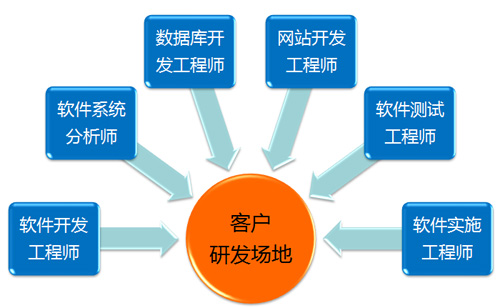 数据库开
发工程师
网站开发
工程师
软件系统
分析师
软件测试
工程师
软件开发
工程师
客户
研发场地
软件实施
工程师